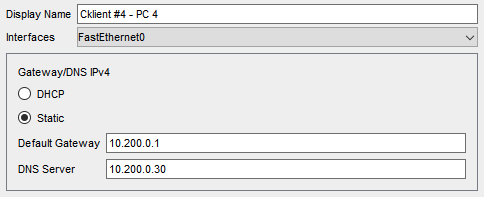 Display Name Cklient #4 - PC 4
Interfaces FastEthernet0
Gateway/DNS IPv4
DHCP
Static
Default Gateway 10.200.0.1
DNS Server 10.200.0.30